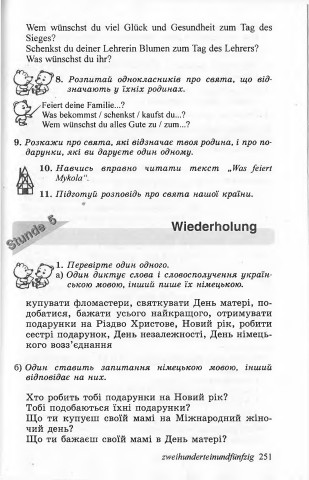 Wem wünschst du viel Glück und Gesundheit zum Tag des
Sieges?
Schenkst du deiner Lehrerin Blumen zum Tag des Lehrers?
Was wünschst du ihr?
8. Розпитай однокласників про свята, що від-
значають у їхніх родинах.
Feiert deine Familie...?
Was bekommst / schenkst / kaufst du...?
Wem wünschst du alles Gute zu / zum...?
9. Розкажи про свята, які відзначає твоя родина, і про по-
дарунки, які ви даруєте один одному.
10. Навчись вправно читати текст „Was feiert
Mykola“.
11. Підготуй розповідь про свята нашої країни.
Stunde 5
Wiederholung
1. Перевірте один одного.
а) Один диктує слова і словосполучення україн-
ською мовою, інший пише їх німецькою.
купувати фломастери, святкувати День матері, по-
добатися, бажати усього найкращого, отримувати
подарунки на Різдво Христове, Новий рік, робити
сестрі подарунок, День незалежності, День німець-
кого возз’єднання
б) Один ставить запитання німецькою мовою, інший
відповідає на них.
Хто робить тобі подарунки на Новий рік?
Тобі подобаються їхні подарунки?
Що ти купуєш своїй мамі на Міжнародний жіно-
чий день?
Що ти бажаєш своїй мамі в День матері?
zweihunderteinundfünfzig 251